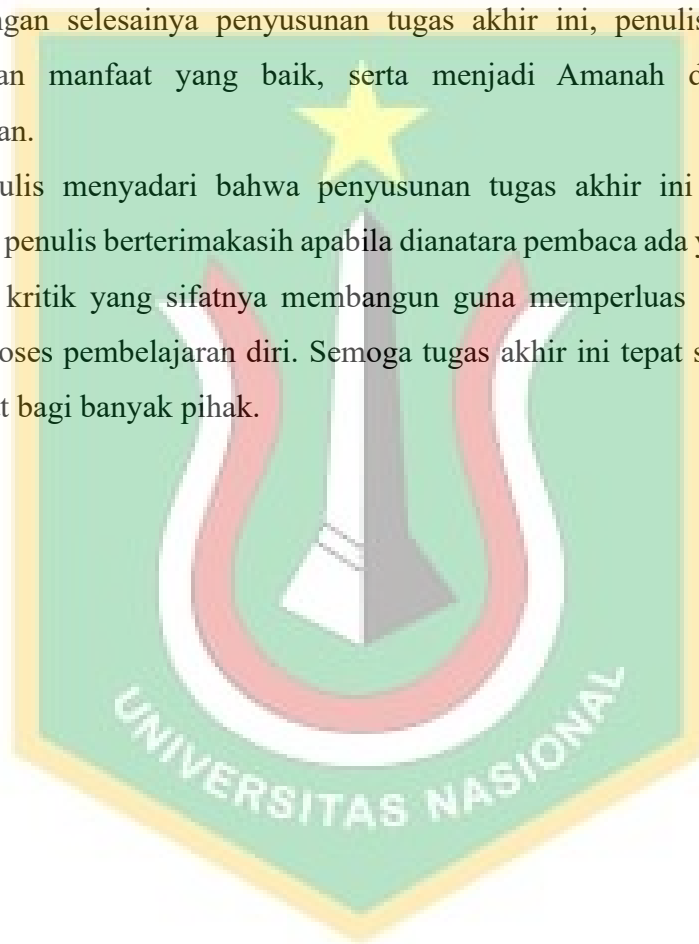 ngan selesainya penyusunan tugas akhir ini, penulis
an manfaat yang baik, serta menjadi Amanah d
an.
ulis menyadari bahwa penyusunan tugas akhir ini
penulis berterimakasih apabila dianatara pembaca ada y
kritik yang sifatnya membangun guna memperluas
oses pembelajaran diri. Semoga tugas akhir ini tepat s
t bagi banyak pihak.
UNIVERSITAS NASIONAL